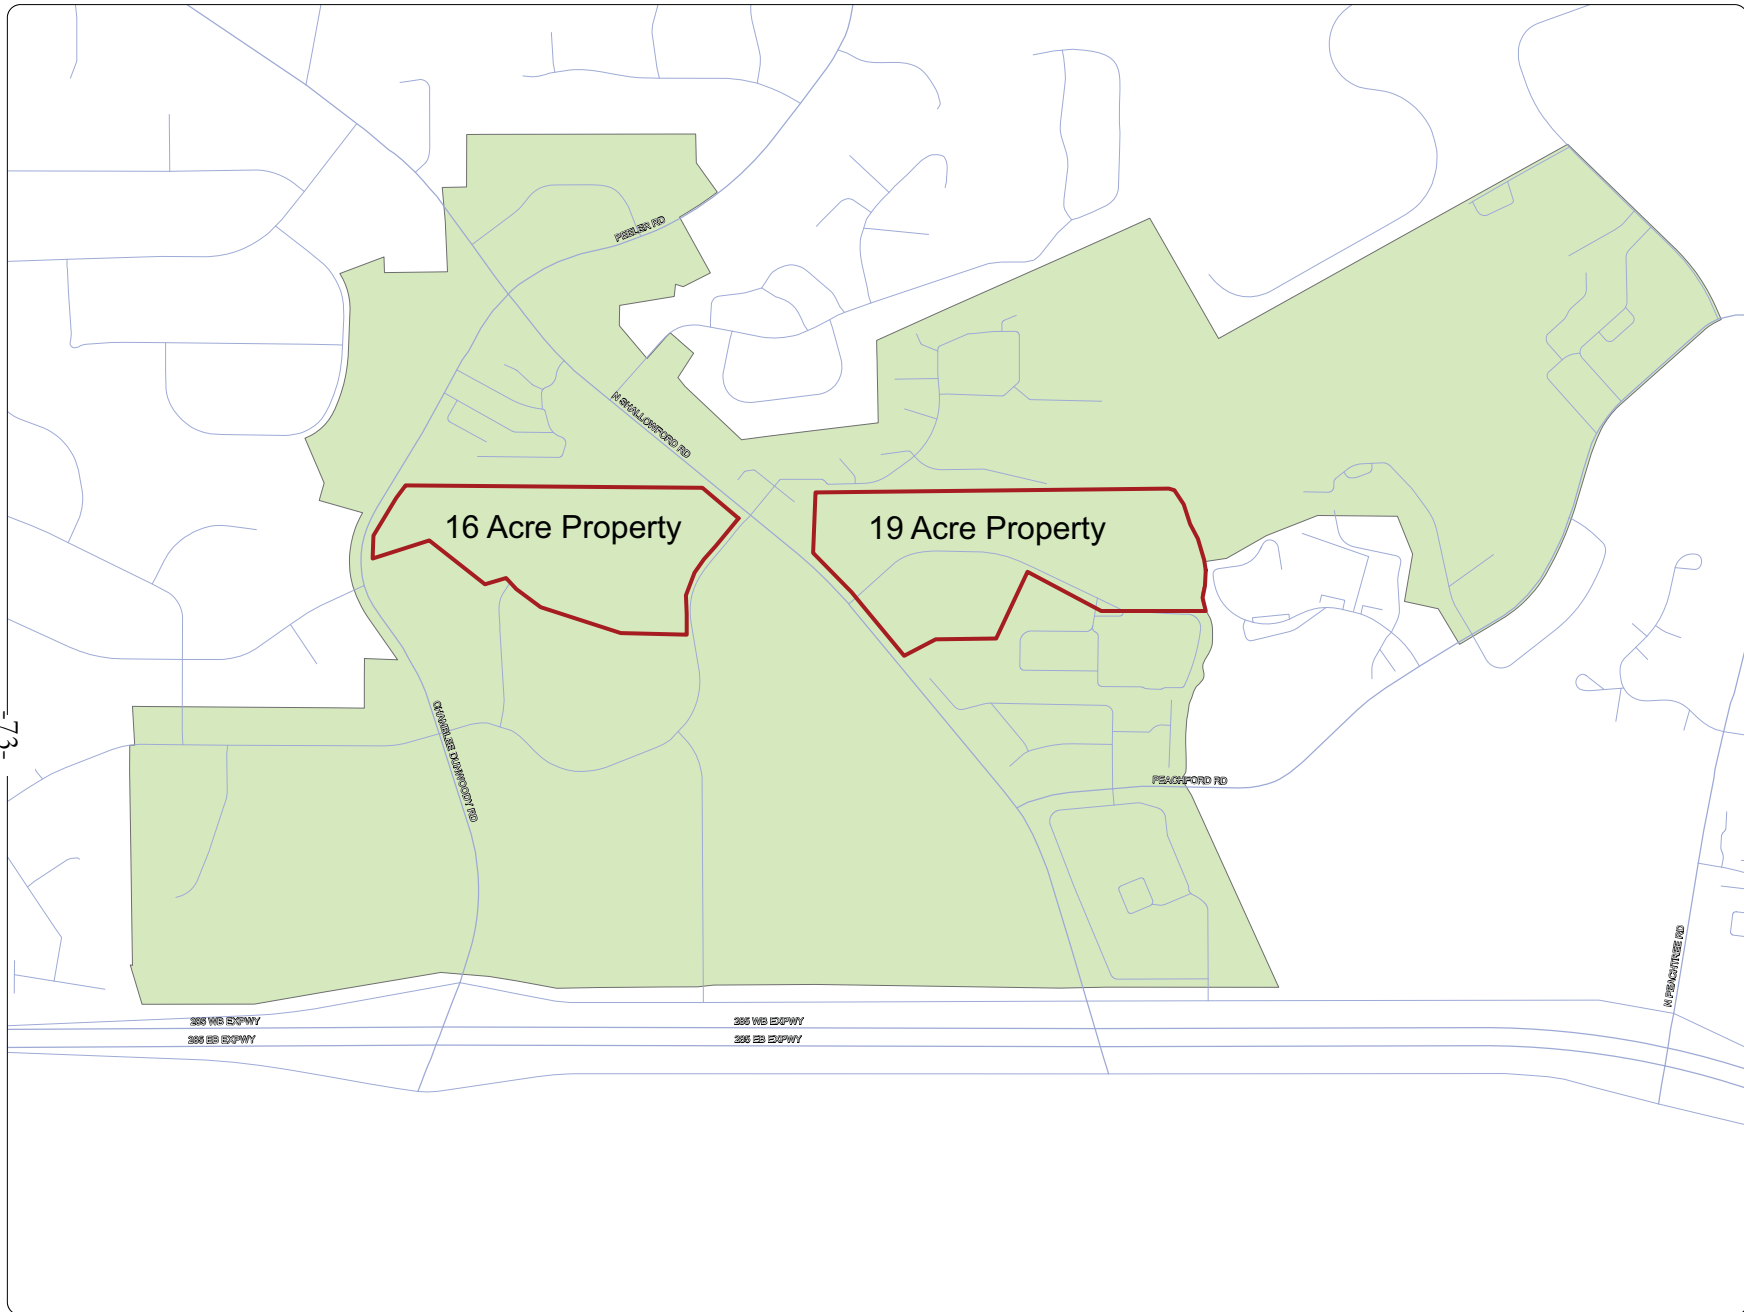 PEELER RD
N SHALLOWFORD RD
16 Acre Property
19 Acre Property
CHAMBLEE DUNWOODY RD
-73-
PEACHFORD RD
N PEACHTREE RD
285 WB EXPWY
285 WB EXPWY
285 EB EXPWY
285 EB EXPWY